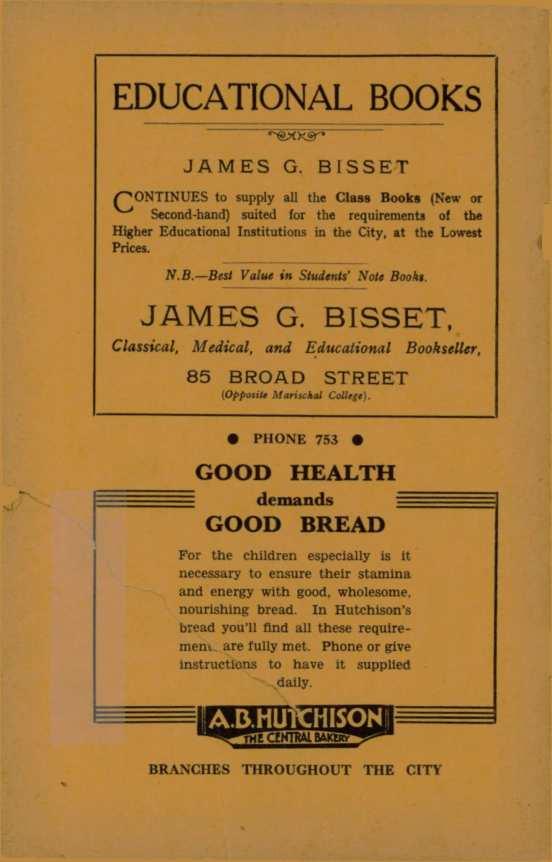 EDUCATIONAL BOOKS
JAMES G. BISSET
CONTINUES to supply all the Class Books (New or
Second-hand) suited for the requirements of the
Higher Educational Institutions in the City, at the Lowest
Prices.
N.B.—Best Value in Students' Note Books.
JAMES G. BISSET,
Classical, Medical, and Educational Bookseller,
85 BROAD STREET
(Opposite Marischal College).
● PHONE 753 ●
GOOD HEALTH
demands
GOOD BREAD
For the children especially is it
necessary to ensure their stamina
and energy with good, wholesome,
nourishing bread. In Hutchison's
bread you'll find all these require-
men are fully met. Phone or give
instructions to have it supplied
daily.
A.B. HUTCHISON
THE CENTRAL BAKERY
BRANCHES THROUGHOUT THE CITY